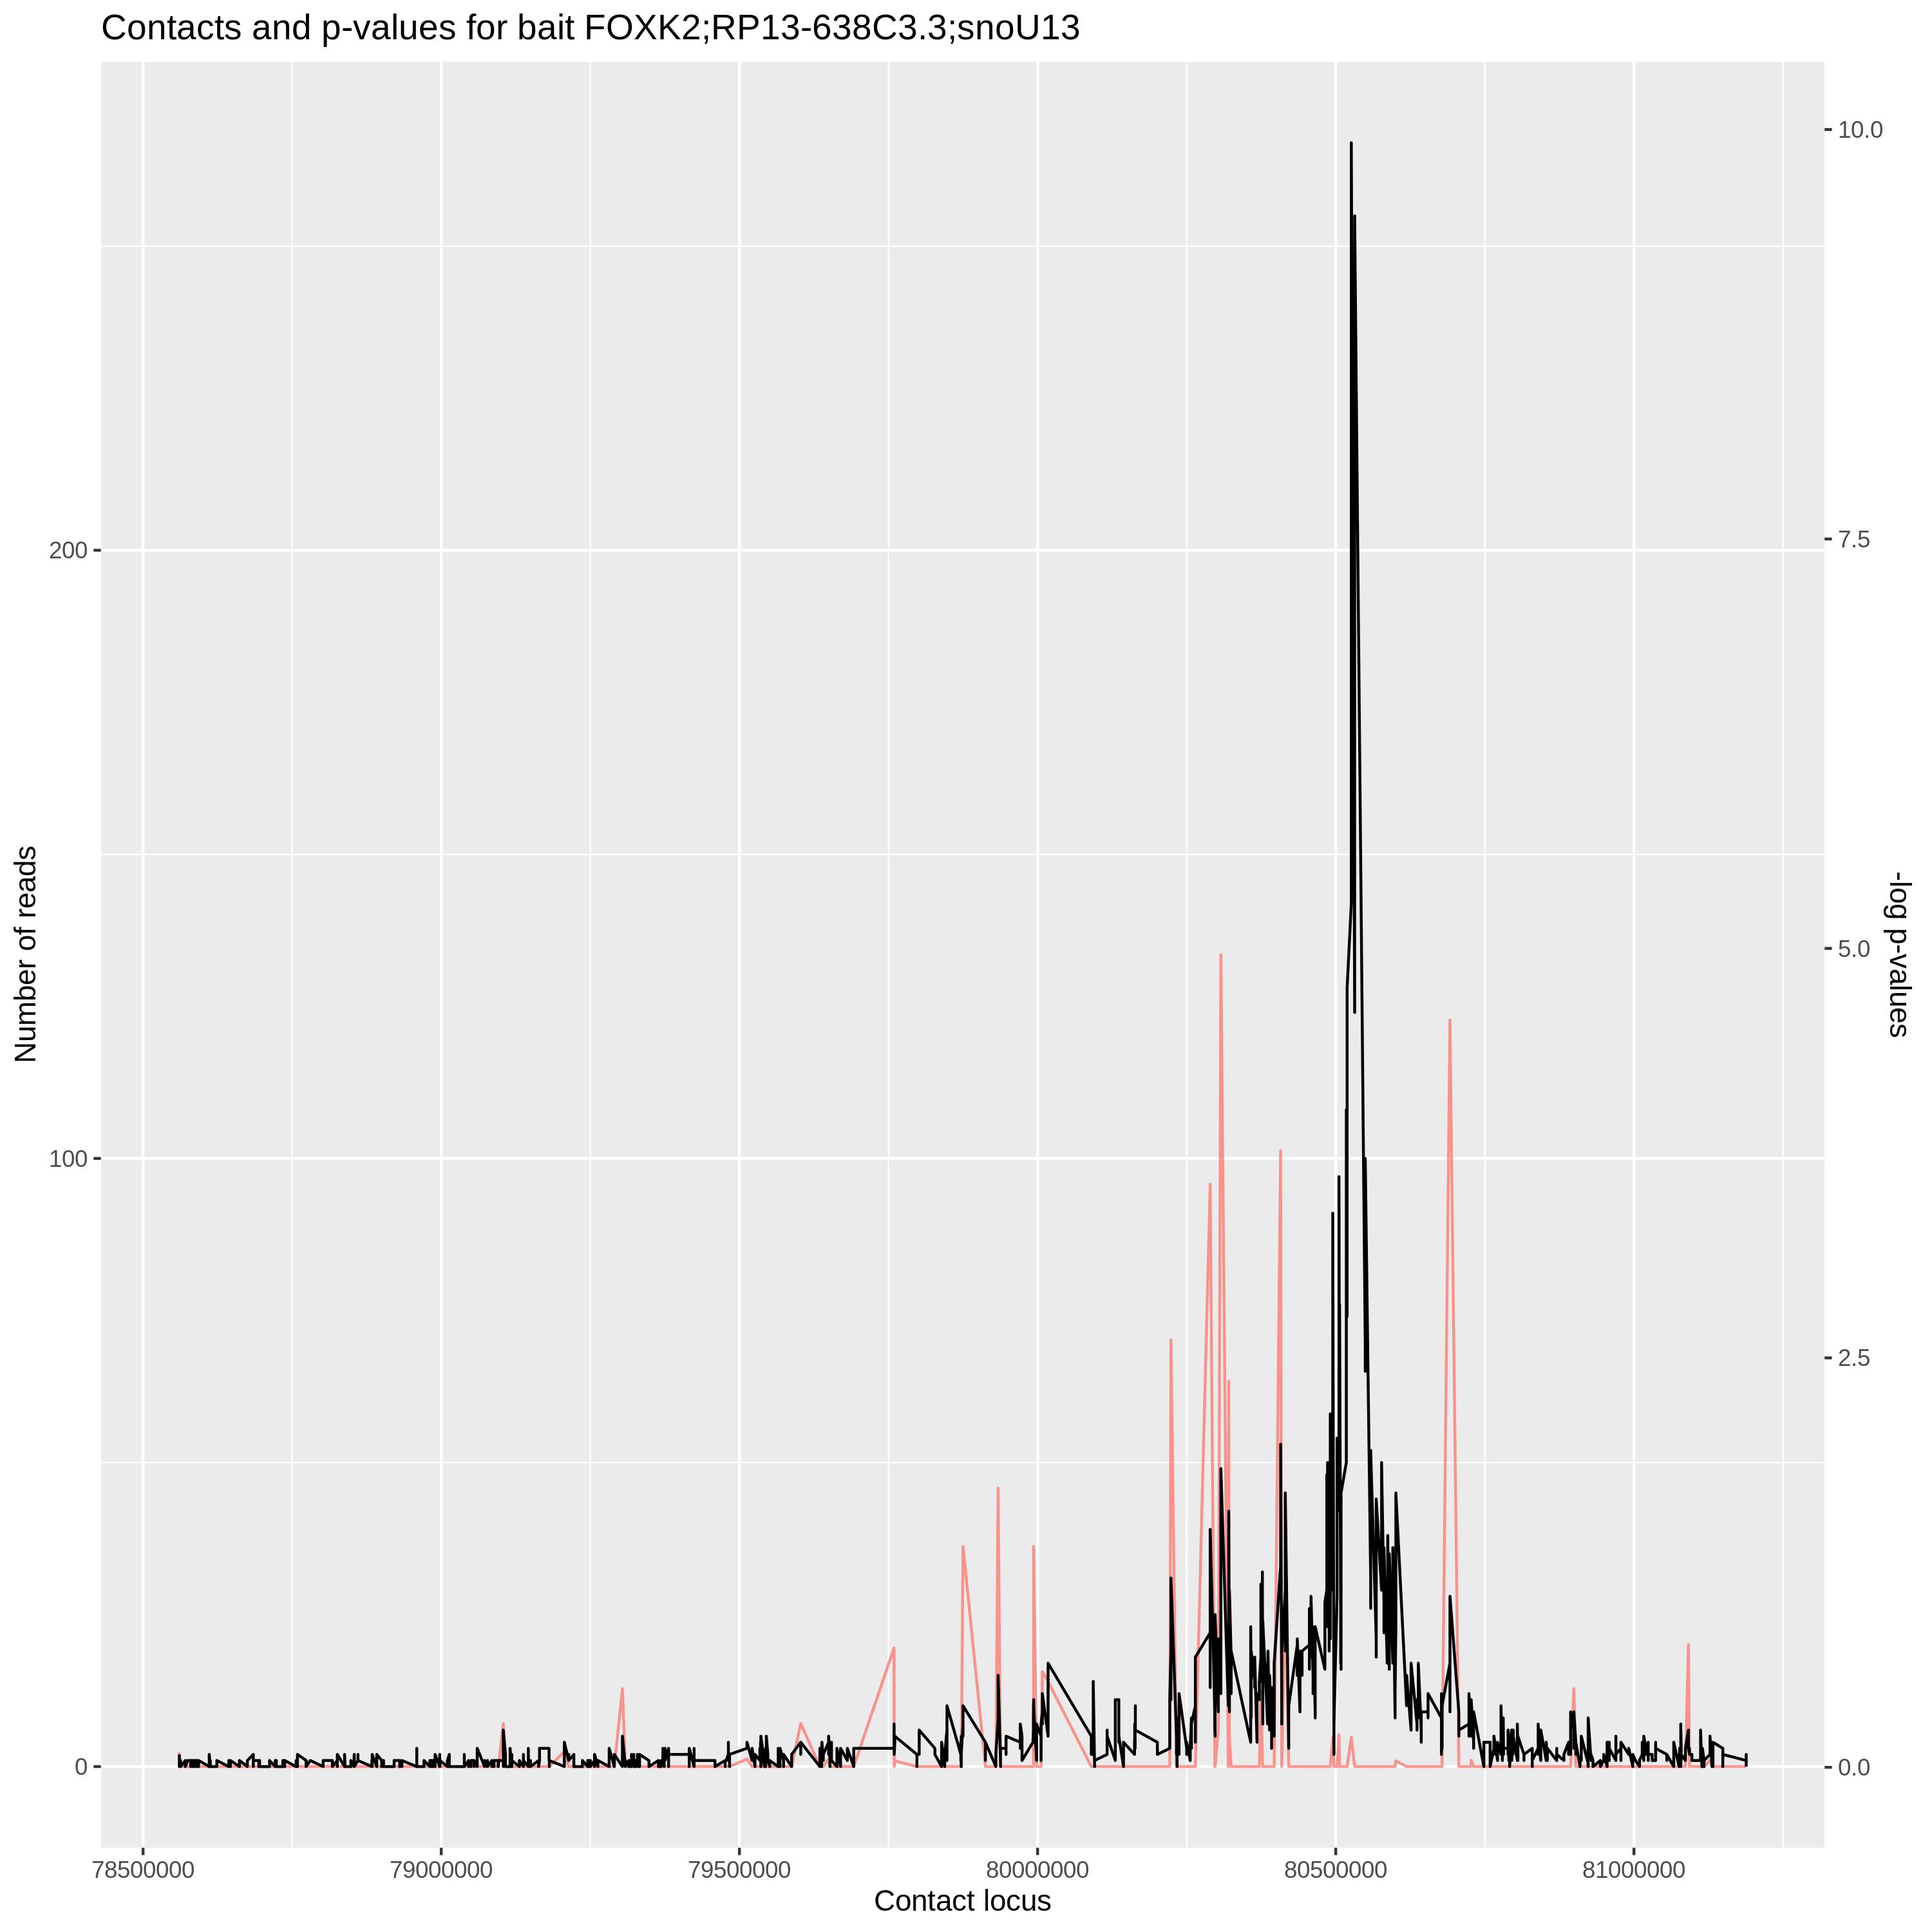 Contacts and p-values for bait FOXK2;RP13-638C3.3;snoU13
10.0
200
7.5
Number of reads
-log p-values
5.0
100
2.5
0
0.0
78500000 79000000 79500000 80000000 80500000 81000000
Contact locus